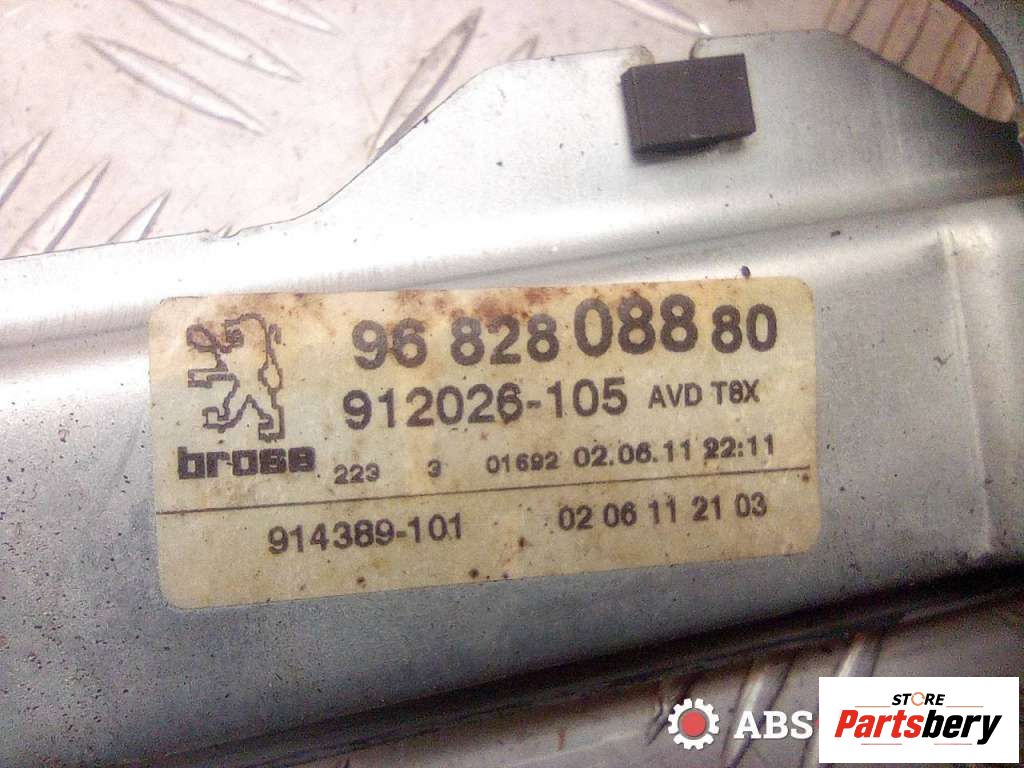 96 828 088 80
912026-105 AVD T8X
brose
223 3 01692 02.06.11 22:11
914389-101 02 06 11 21 03
ABS
STORE
Partsbery